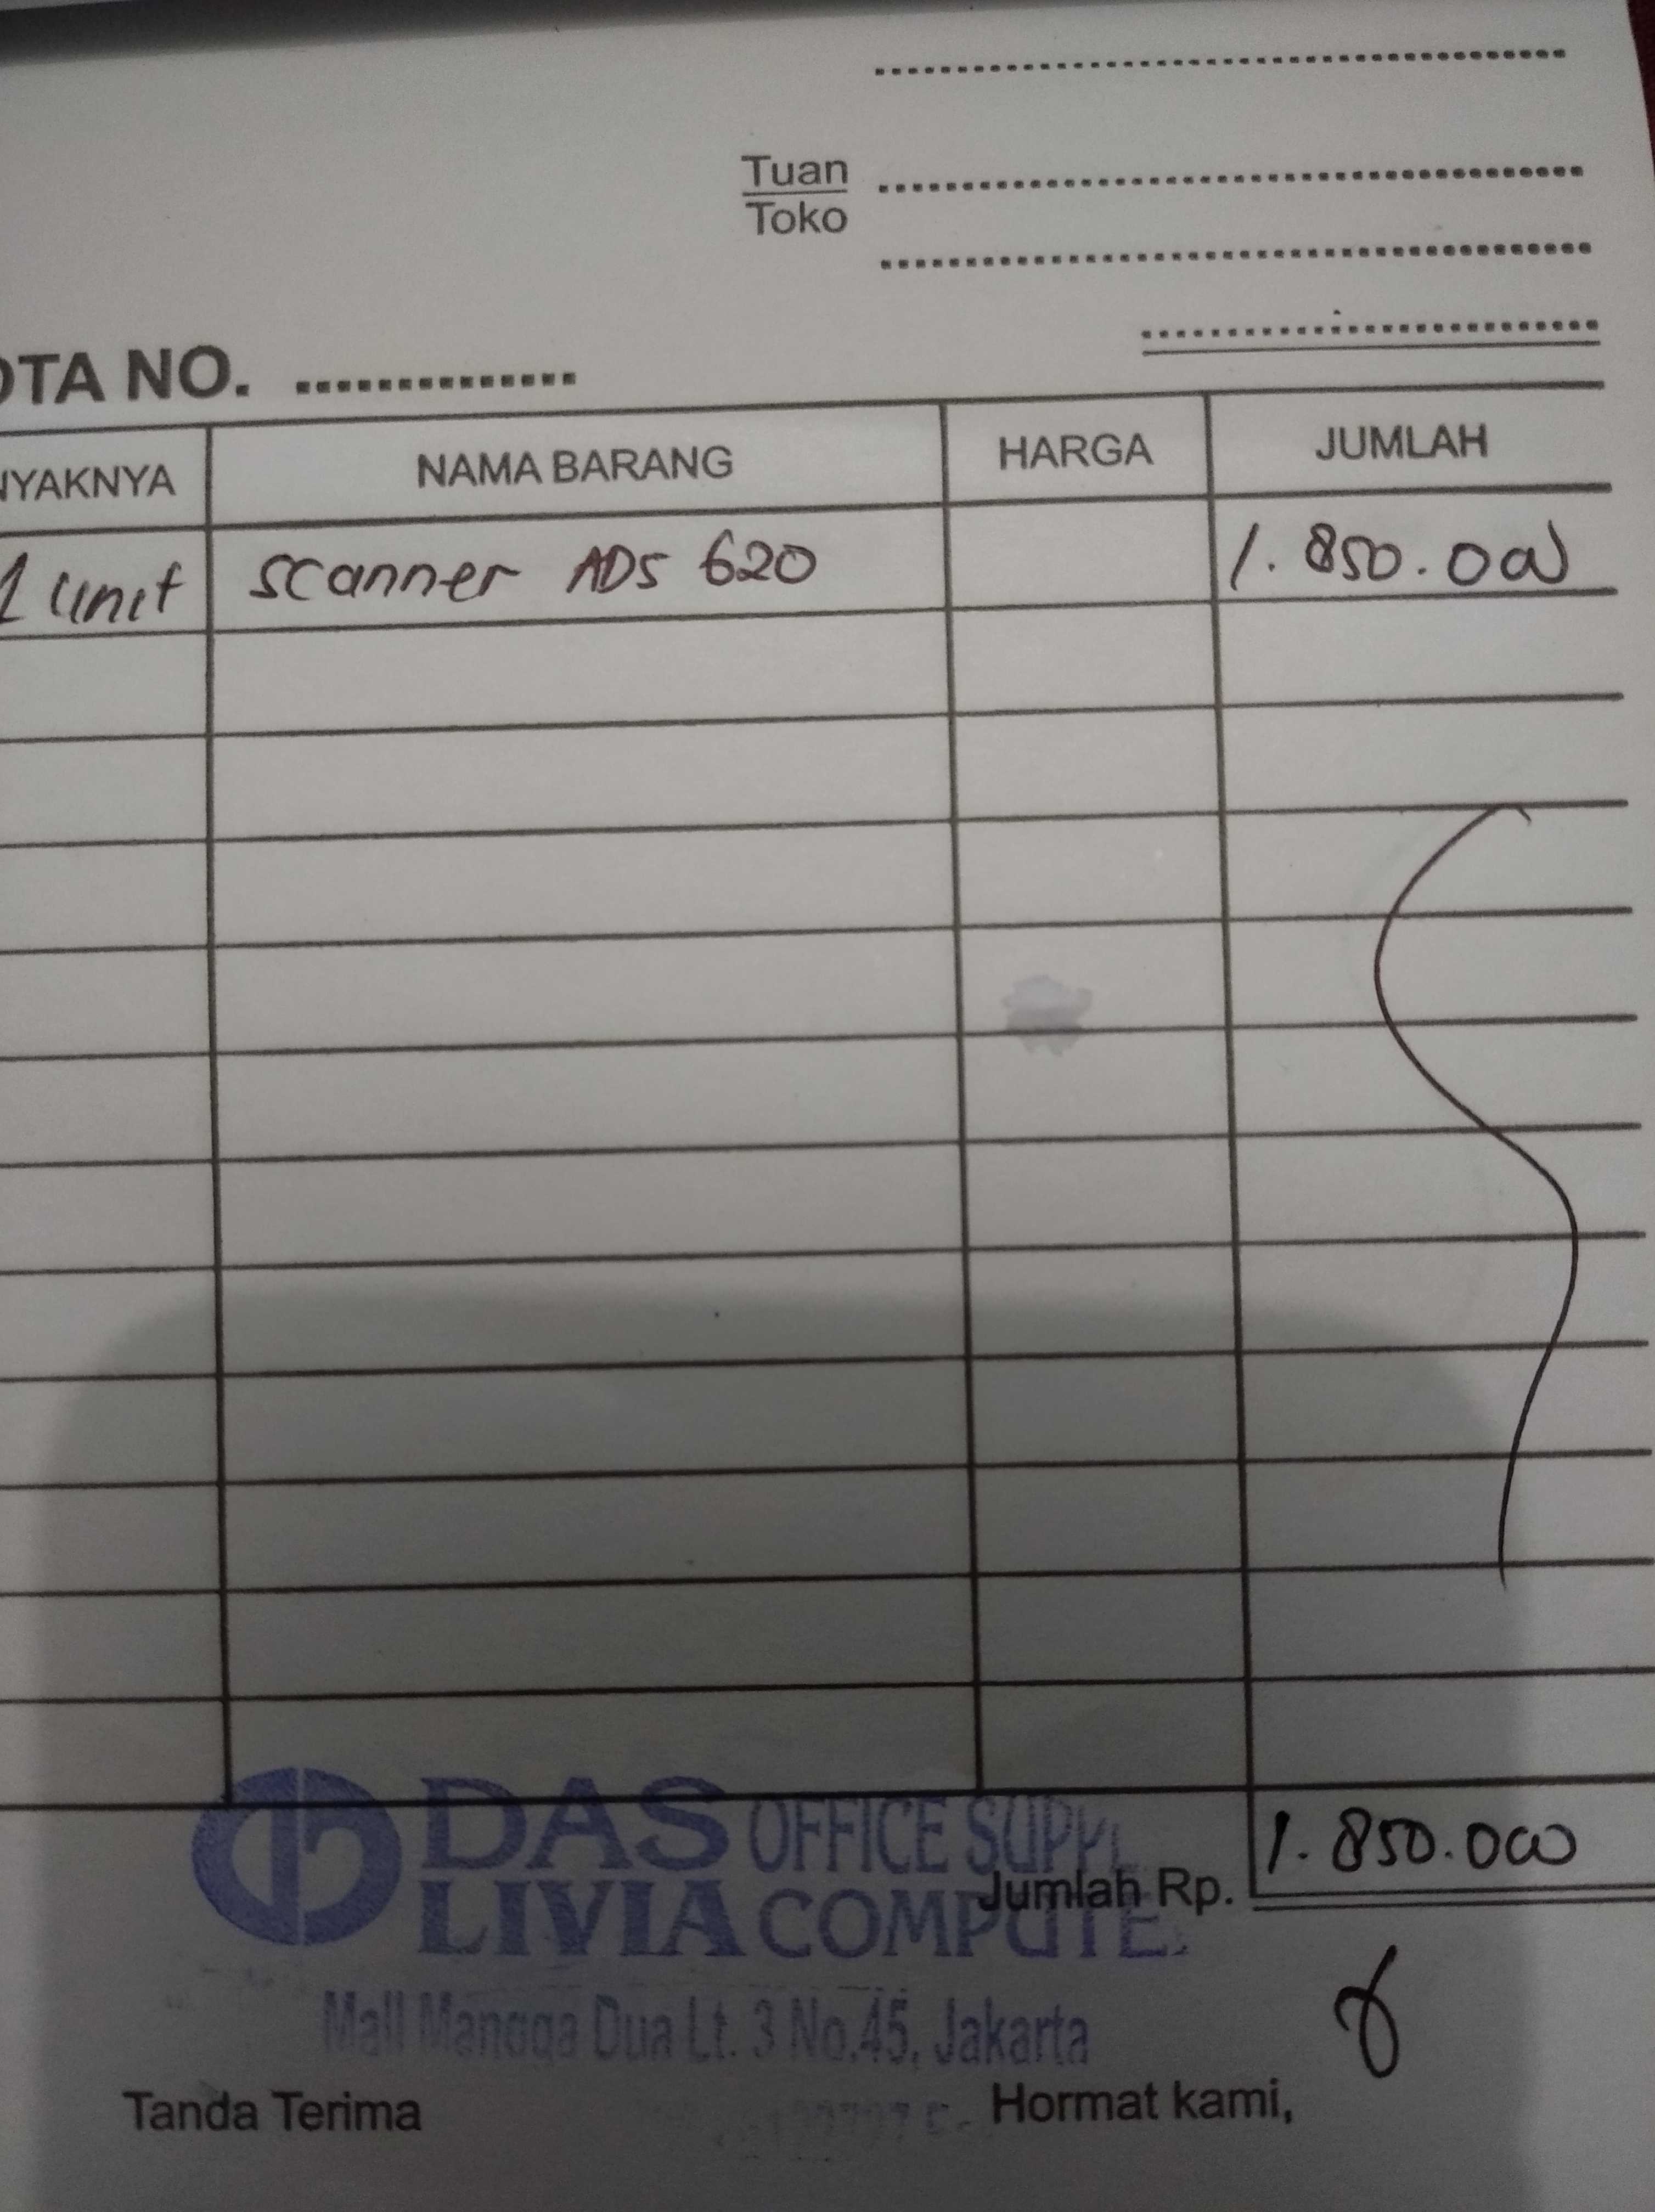 Tuan
Toko
OTA NO. ..............
NYAKNYA NAMA BARANG HARGA JUMLAH
1 unit scanner ADS 620 1.850.000
DAS OFFICE SUPPL
1.850.000
Jumlah Rp.
LIVIA COMPUTE
Mall Mangga Dua Lt. 3 No.45, Jakarta
Tanda Terima Hormat kami,